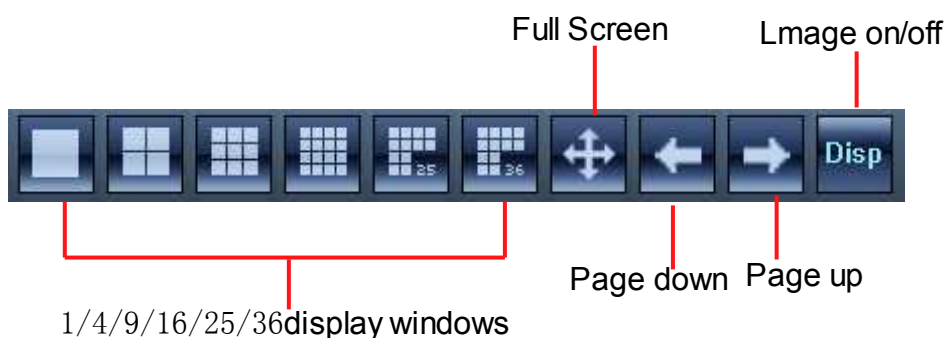 Full Screen
Lmage on/off
25
36
Disp
Page down
Page up
1/4/9/16/25/36display windows